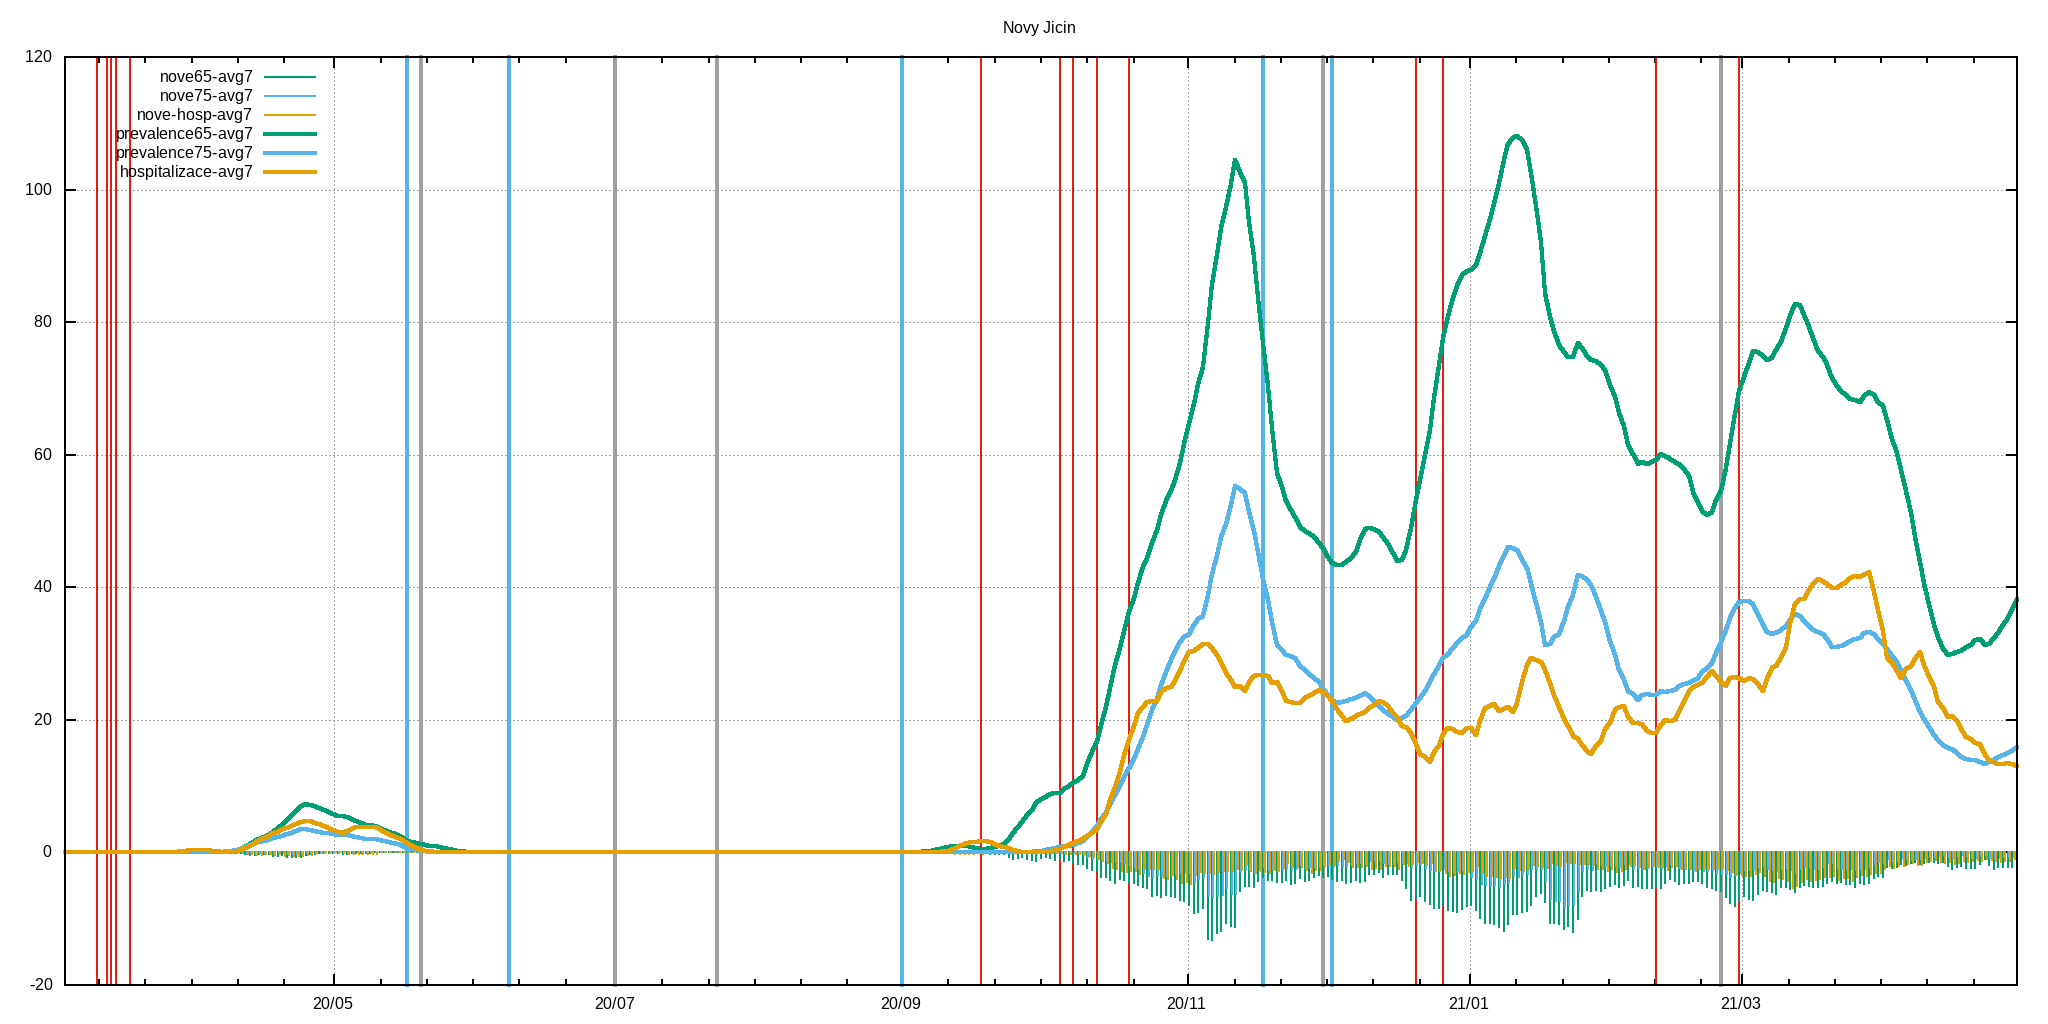 Novy Jicin
120
nove65-avg7
nove75-avg7
nove-hosp-avg7
prevalence65-avg7
prevalence75-avg7
hospitalizace-avg7
100
80
60
40
20
0
-20
20/05 20/07 20/09 20/11 21/01 21/03